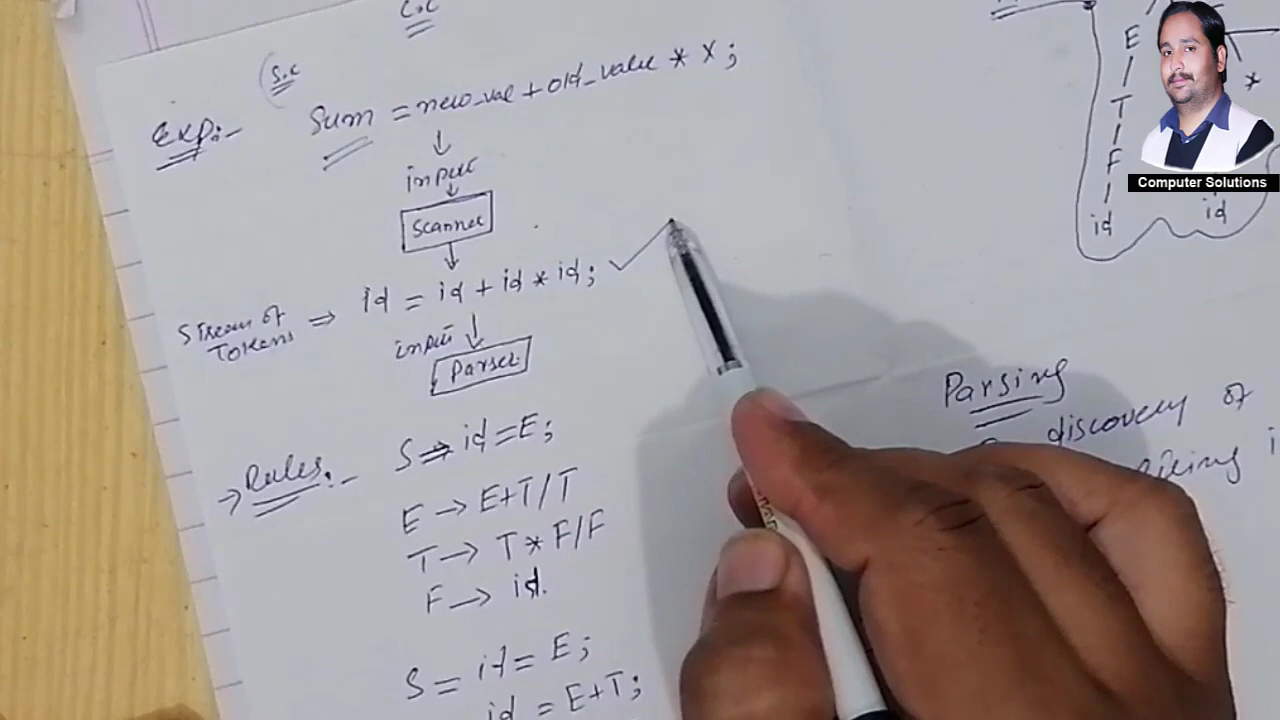 C.C
(S.C
Exp:- Sum = new_val + old_value * X;
input
Scanner
Stream of Tokens ⇒ id = id + id * id;
input
Parser
→ Rules:- S ⇒ id = E;
E → E+T/T
T → T * F/F
F → id.
S = id = E;
id = E+T;
E
*
T
F
id
id
Computer Solutions
Parsing
discovery of